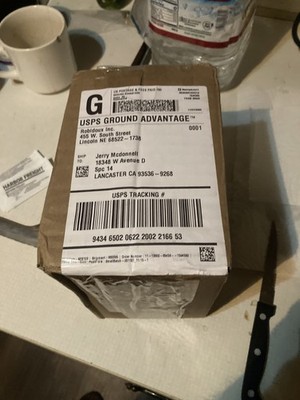 G
USPS GROUND ADVANTAGE™
Robidoux Inc.
455 W. South Street
Lincoln NE 68522-1736
0001
SHIP TO:
Jerry Mcdonnell
18348 W Avenue D
Spc 14
LANCASTER CA 93536-9268
USPS TRACKING #
9434 6502 0622 2002 2166 53
HARBOR FREIGHT